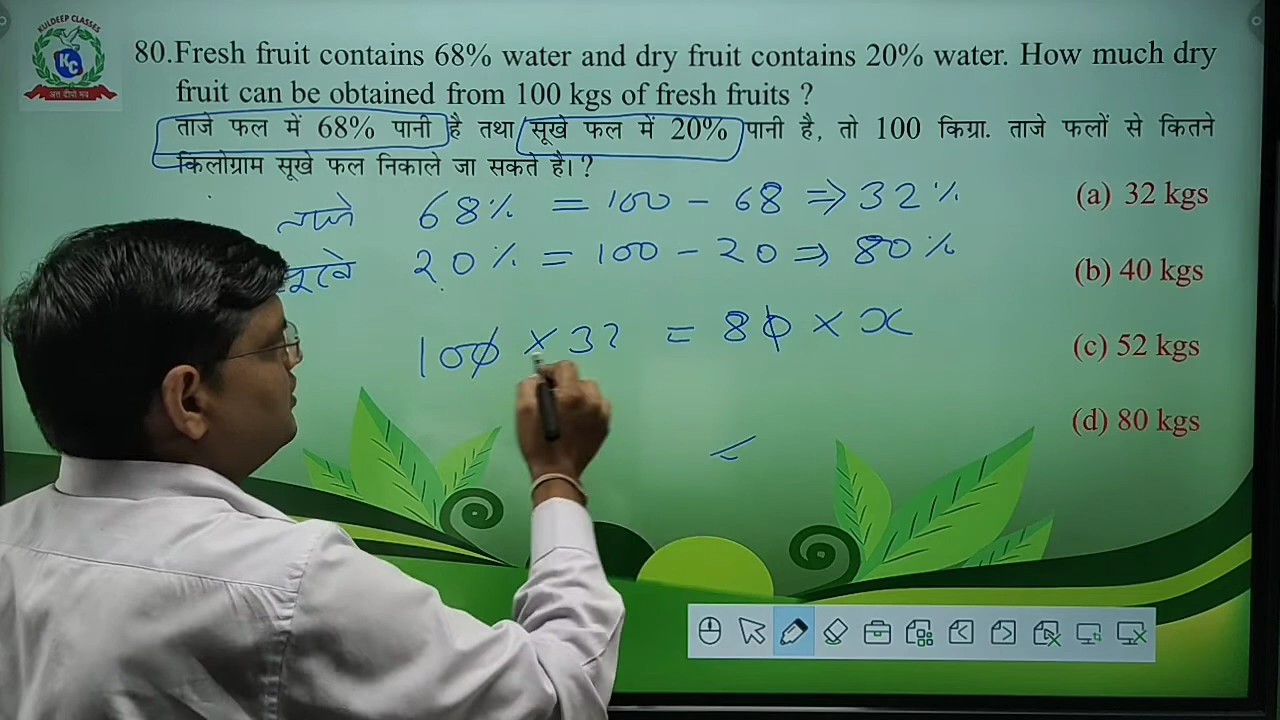 KULDEEP CLASSES
KC
अत्त दीपो भव
80.Fresh fruit contains 68% water and dry fruit contains 20% water. How much dry
fruit can be obtained from 100 kgs of fresh fruits ?
ताजे फल में 68% पानी है तथा सूखे फल में 20% पानी है, तो 100 किग्रा. ताजे फलों से कितने
किलोग्राम सूखे फल निकाले जा सकते है। ?
ताजे 68% = 100 - 68 ⇒ 32%
20% = 100 - 20 ⇒ 80%
100 × 32 = 80 × x
(a) 32 kgs
(b) 40 kgs
(c) 52 kgs
(d) 80 kgs